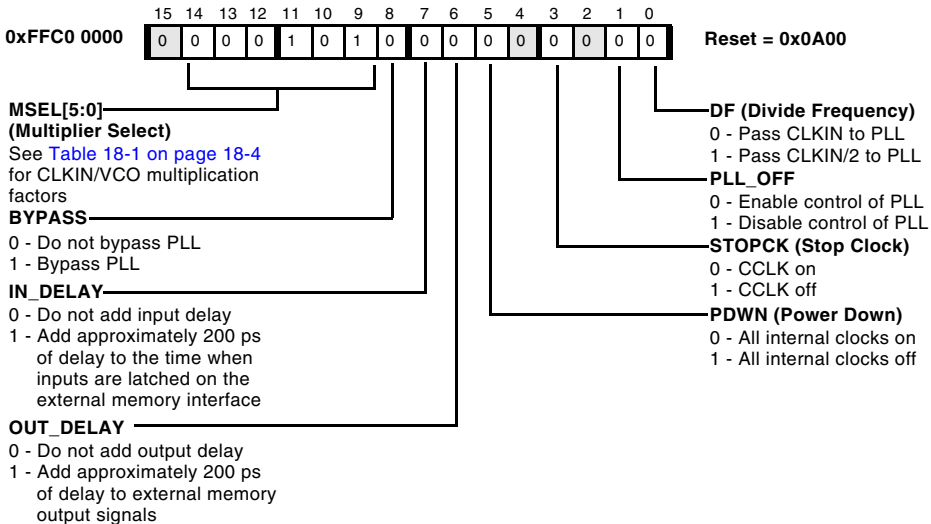 15 14 13 12 11 10 9 8 7 6 5 4 3 2 1 0
0xFFC0 0000 0 0 0 0 1 0 1 0 0 0 0 0 0 0 0 0 Reset = 0x0A00
MSEL[5:0]
(Multiplier Select)
See Table 18-1 on page 18-4
for CLKIN/VCO multiplication
factors
BYPASS
0 - Do not bypass PLL
1 - Bypass PLL
IN_DELAY
0 - Do not add input delay
1 - Add approximately 200 ps
of delay to the time when
inputs are latched on the
external memory interface
OUT_DELAY
0 - Do not add output delay
1 - Add approximately 200 ps
of delay to external memory
output signals
DF (Divide Frequency)
0 - Pass CLKIN to PLL
1 - Pass CLKIN/2 to PLL
PLL_OFF
0 - Enable control of PLL
1 - Disable control of PLL
STOPCK (Stop Clock)
0 - CCLK on
1 - CCLK off
PDWN (Power Down)
0 - All internal clocks on
1 - All internal clocks off